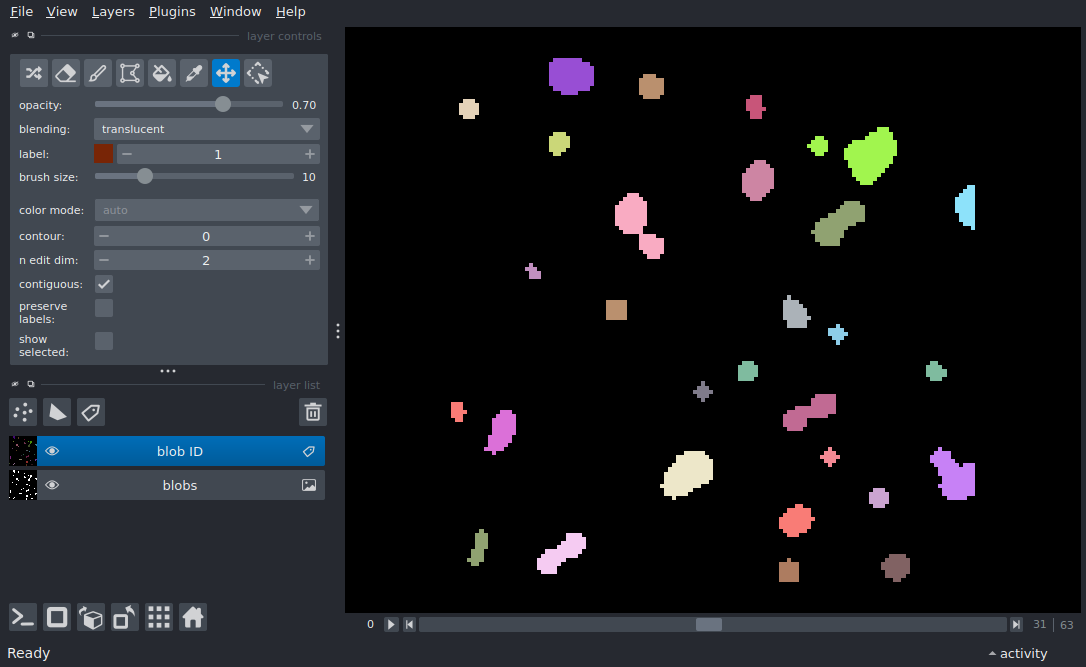 File View Layers Plugins Window Help
layer controls
opacity: 0.70
blending: translucent
label: 1
brush size: 10
color mode: auto
contour: 0
n edit dim: 2
contiguous:
preserve
labels:
show
selected:
layer list
blob ID
blobs
0 31 63
Ready activity